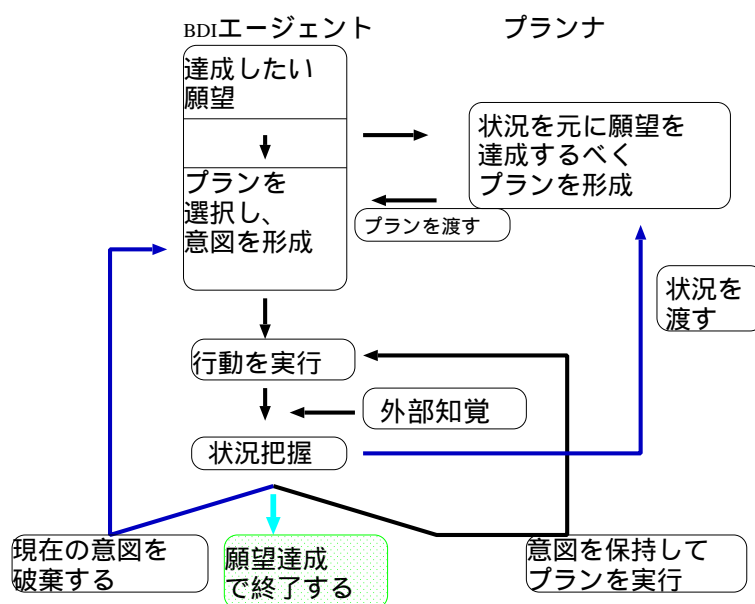 BDIエージェント
プランナ
達成したい
願望
状況を元に願望を
達成するべく
プランを形成
プランを
選択し、
意図を形成
プランを渡す
状況を
渡す
行動を実行
外部知覚
状況把握
現在の意図を
破棄する
願望達成
で終了する
意図を保持して
プランを実行